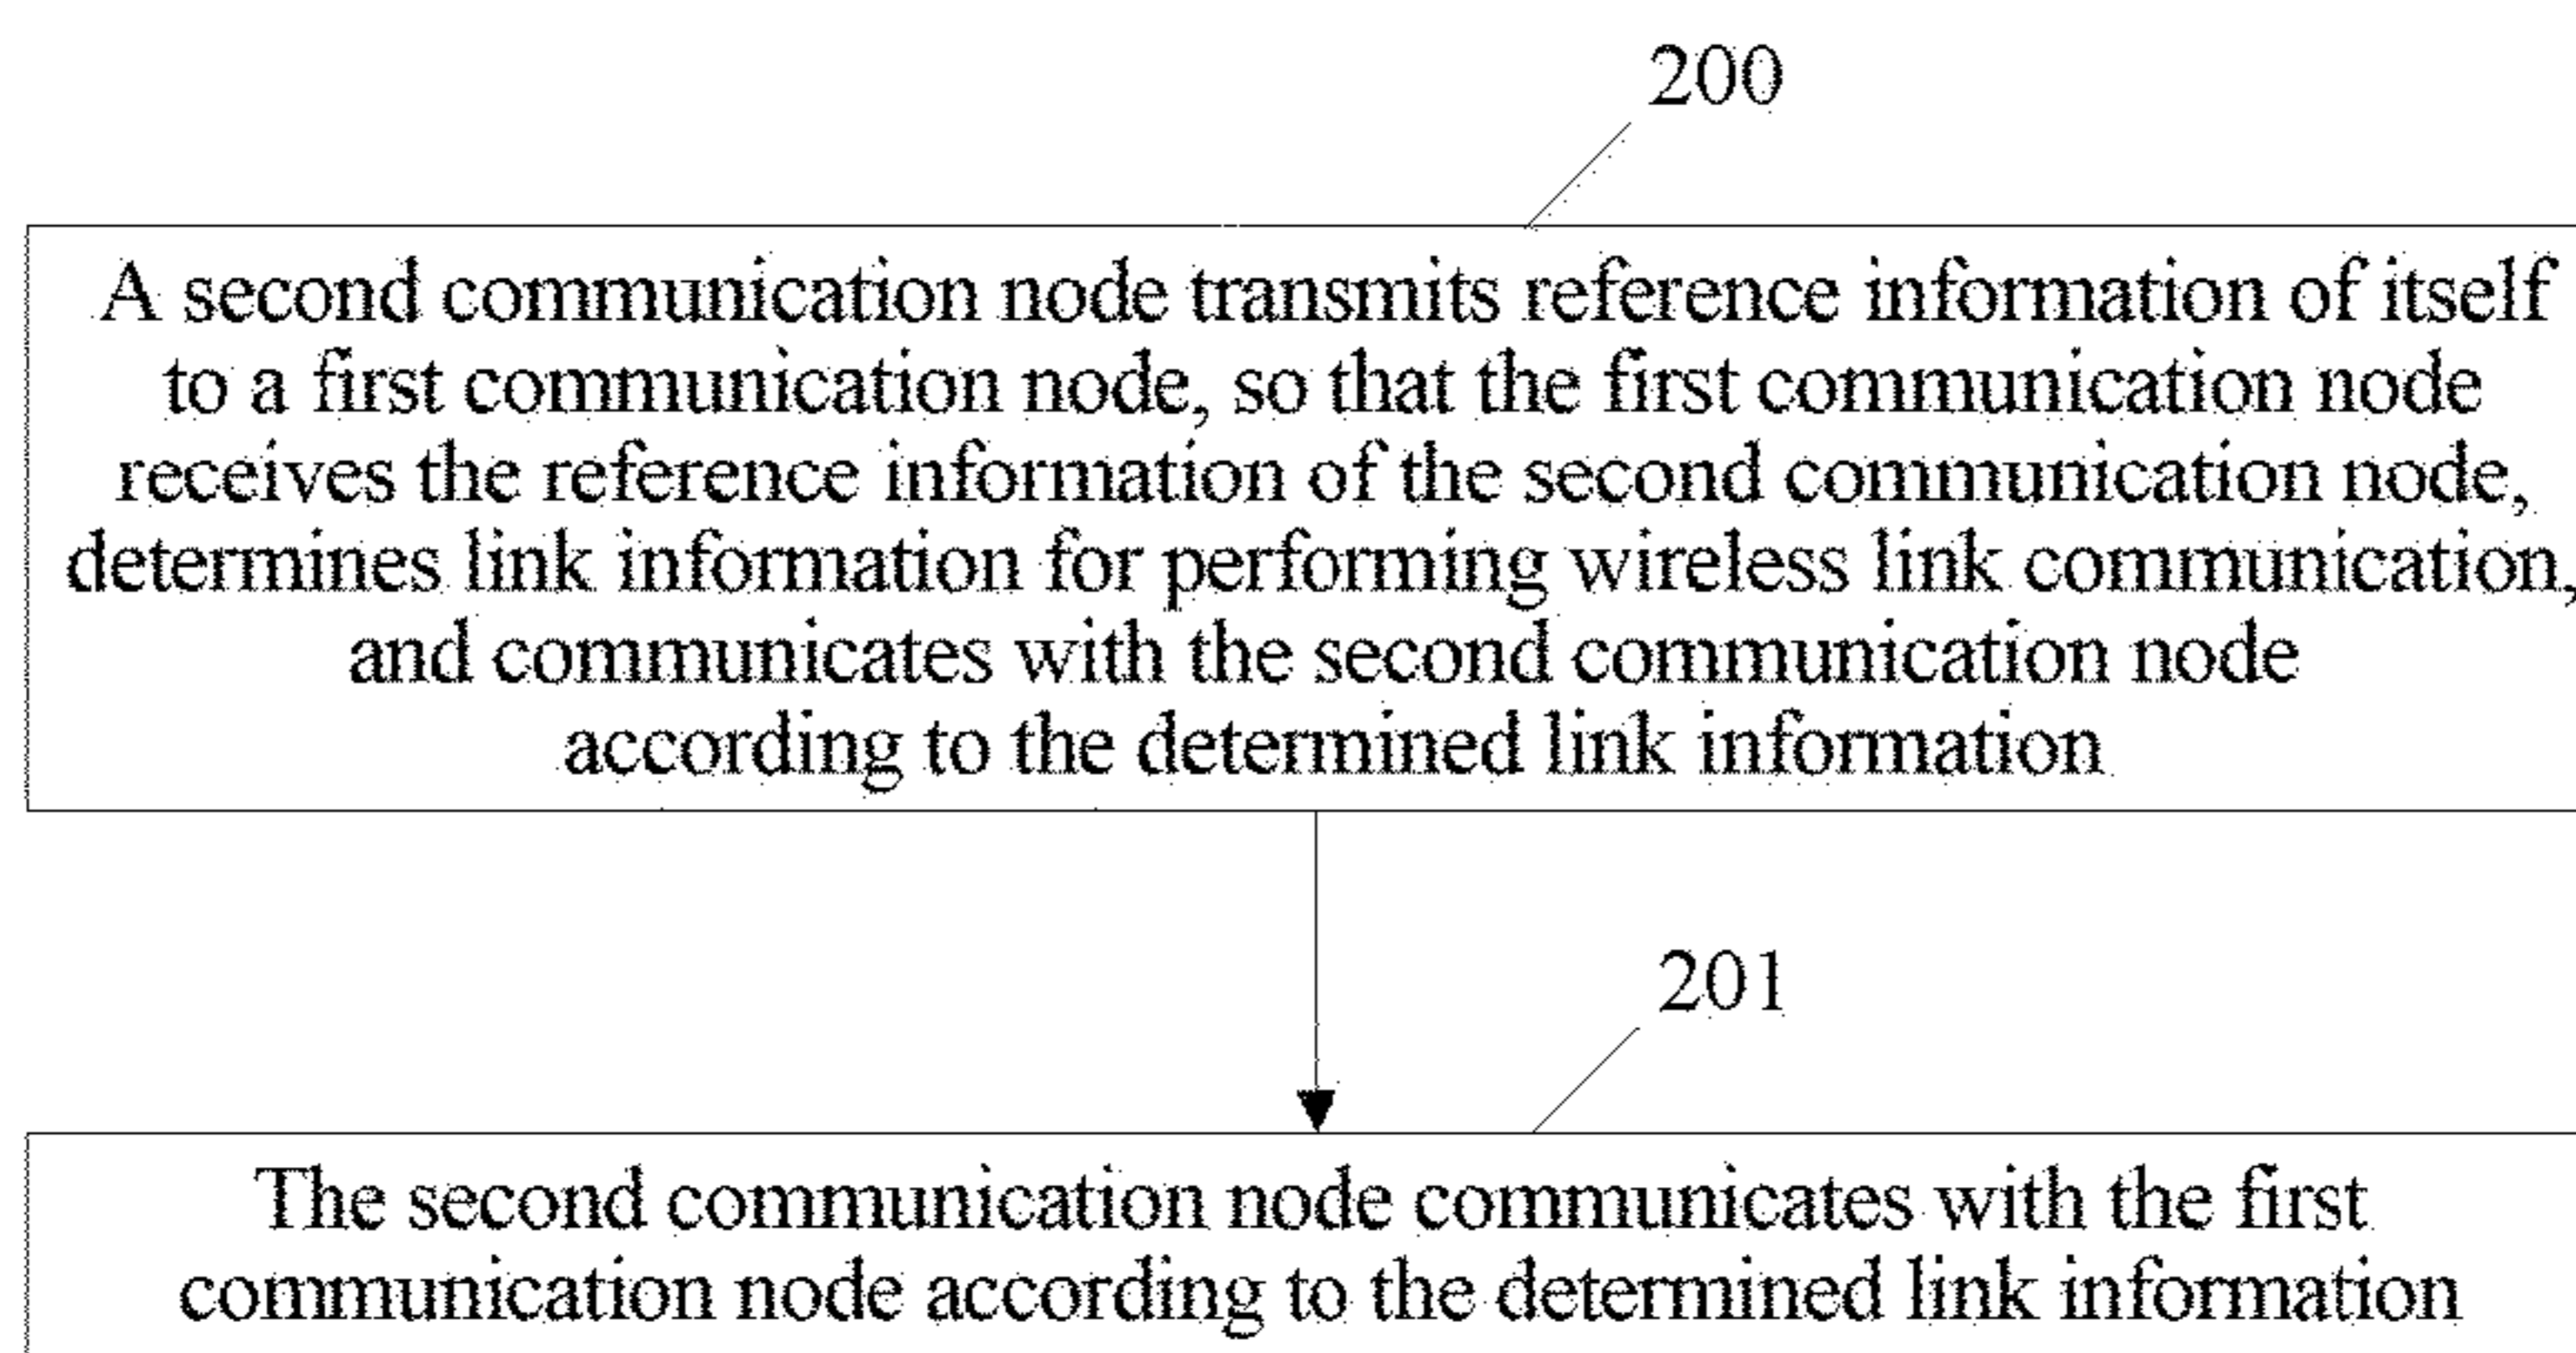 200
A second communication node transmits reference information of itself
to a first communication node, so that the first communication node
receives the reference information of the second communication node,
determines link information for performing wireless link communication,
and communicates with the second communication node
according to the determined link information
201
The second communication node communicates with the first
communication node according to the determined link information